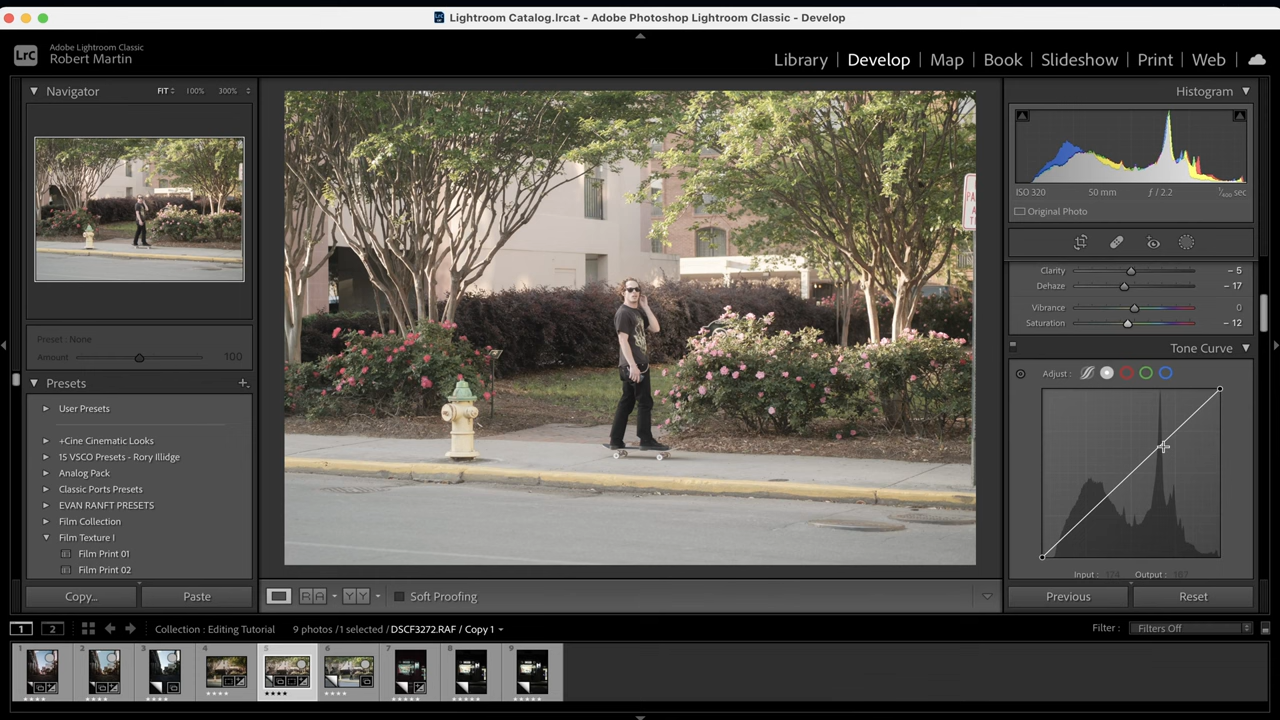 Lightroom Catalog.lrcat - Adobe Photoshop Lightroom Classic - Develop
LrC
Adobe Lightroom Classic
Robert Martin
Library | Develop | Map | Book | Slideshow | Print | Web
Navigator FIT 100% 300%
Preset : None
Amount 100
Presets
User Presets
+Cine Cinematic Looks
15 VSCO Presets - Rory Illidge
Analog Pack
Classic Ports Presets
EVAN RANFT PRESETS
Film Collection
Film Texture I
Film Print 01
Film Print 02
Copy... Paste
Histogram
ISO 320 50 mm ƒ / 2.2 sec
Original Photo
Clarity – 5
Dehaze – 17
Vibrance 0
Saturation – 12
Tone Curve
Adjust :
Input : 174 Output : 167
Previous Reset
R A Y Y Soft Proofing
1 2 Collection : Editing Tutorial 9 photos /1 selected /DSCF3272.RAF / Copy 1
Filter : Filters Off
1 2 3 4 5 6 7 8 9